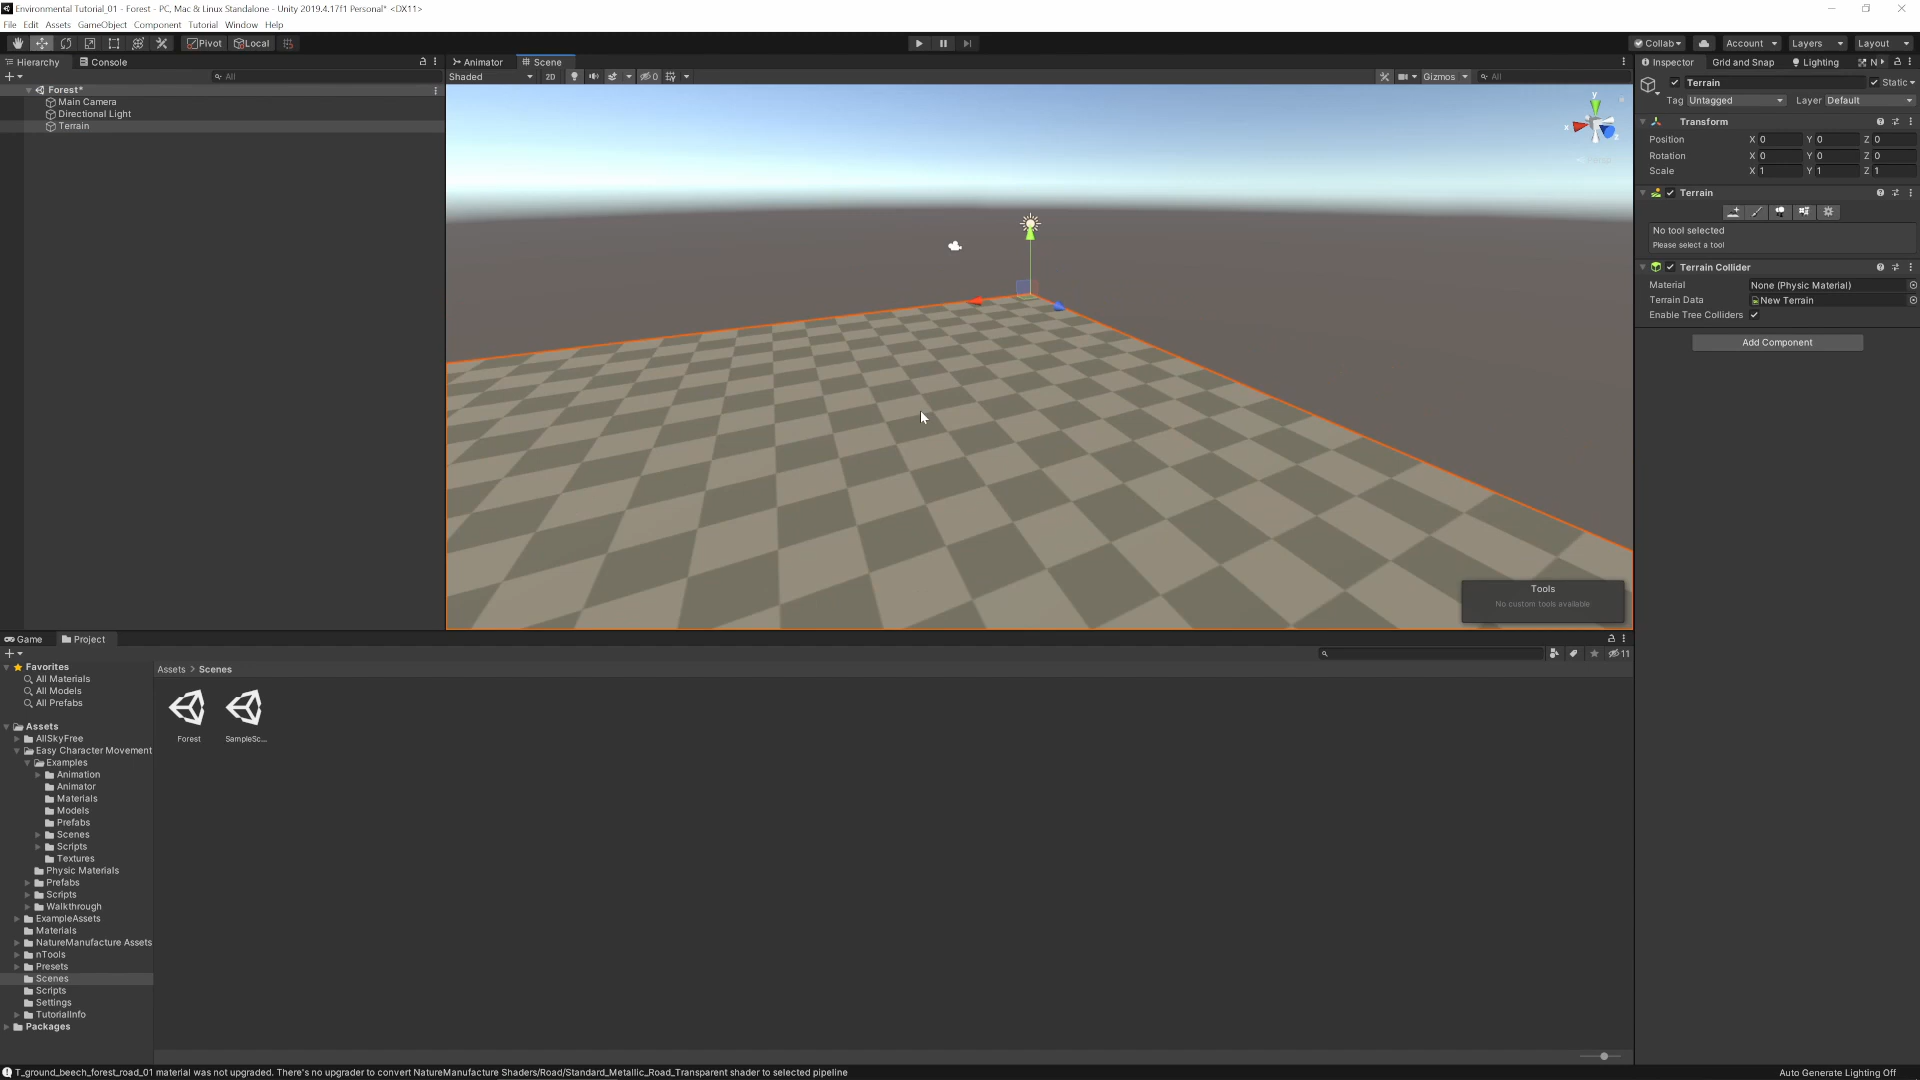 Environmental Tutorial_01 - Forest - PC, Mac & Linux Standalone - Unity 2019.4.17f1 Personal* <DX11>
File Edit Assets GameObject Component Tutorial Window Help
Pivot Local
Collab Account Layers Layout
Hierarchy Console
All
Forest*
Main Camera
Directional Light
Terrain
Animator Scene
Shaded 2D 0 Gizmos All
y
x
z
Tools
No custom tools available
Inspector Grid and Snap Lighting N
Terrain Static
Tag Untagged Layer Default
Transform
Position X 0 Y 0 Z 0
Rotation X 0 Y 0 Z 0
Scale X 1 Y 1 Z 1
Terrain
No tool selected
Please select a tool
Terrain Collider
Material None (Physic Material)
Terrain Data New Terrain
Enable Tree Colliders
Add Component
Game Project
11
Favorites
All Materials
All Models
All Prefabs
Assets
AllSkyFree
Easy Character Movement
Examples
Animation
Animator
Materials
Models
Prefabs
Scenes
Scripts
Textures
Physic Materials
Prefabs
Scripts
Walkthrough
ExampleAssets
Materials
NatureManufacture Assets
nTools
Presets
Scenes
Scripts
Settings
TutorialInfo
Packages
Assets > Scenes
Forest SampleSc...
T_ground_beech_forest_road_01 material was not upgraded. There's no upgrader to convert NatureManufacture Shaders/Road/Standard_Metallic_Road_Transparent shader to selected pipeline
Auto Generate Lighting Off